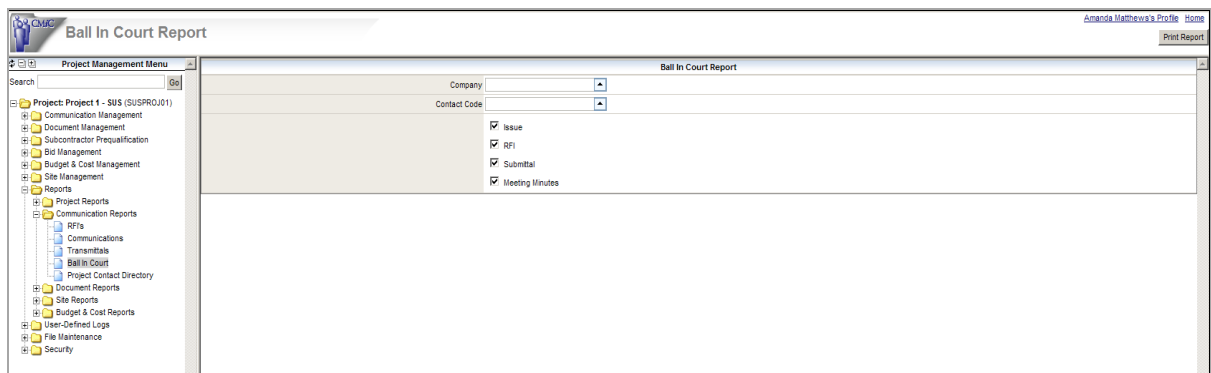 CMiC
Ball In Court Report
Amanda Matthews's Profile Home
Print Report
Project Management Menu
Search Go
Project: Project 1 - SUS (SUSPROJ01)
Communication Management
Document Management
Subcontractor Prequalification
Bid Management
Budget & Cost Management
Site Management
Reports
Project Reports
Communication Reports
RFI's
Communications
Transmittals
Ball In Court
Project Contact Directory
Document Reports
Site Reports
Budget & Cost Reports
User-Defined Logs
File Maintenance
Security
Ball In Court Report
Company
Contact Code
Issue
RFI
Submittal
Meeting Minutes